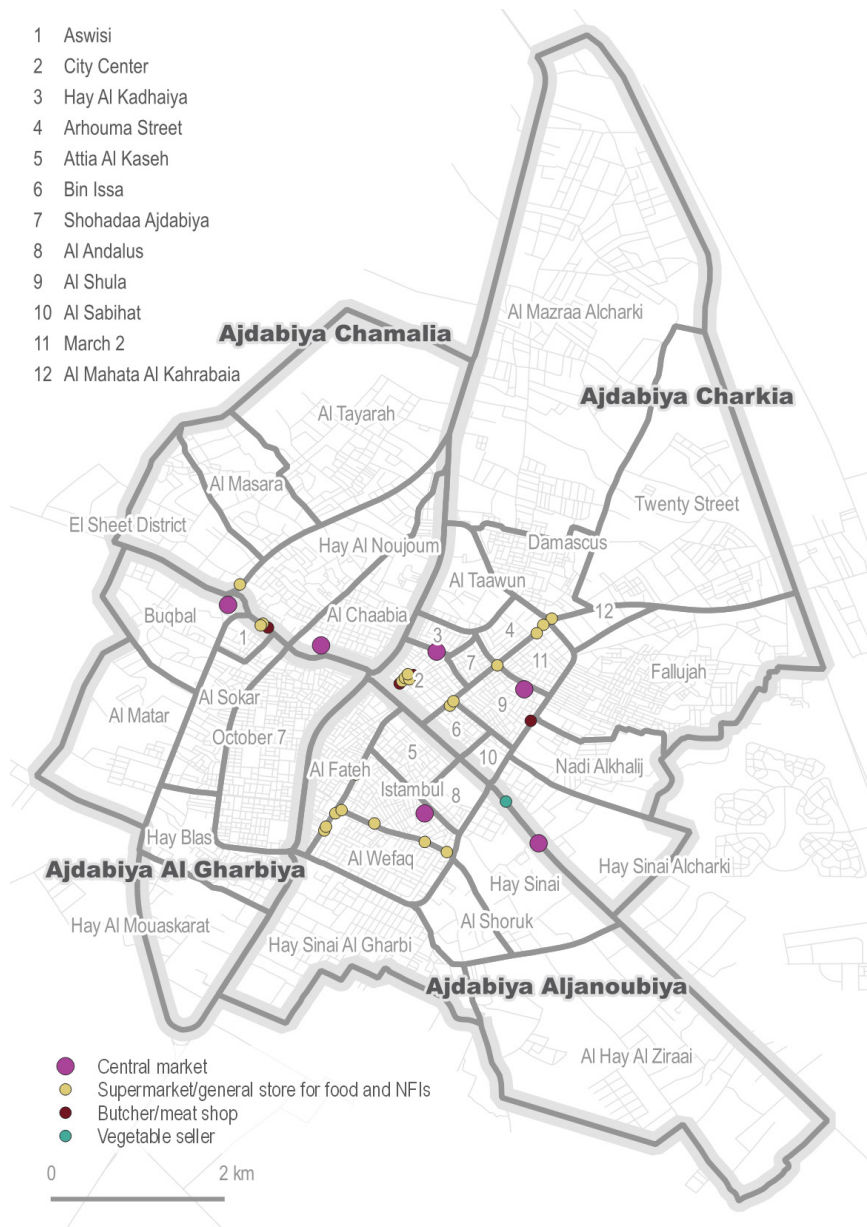 1 Aswisi
2 City Center
3 Hay Al Kadhaiya
4 Arhouma Street
5 Attia Al Kaseh
6 Bin Issa
7 Shohadaa Ajdabiya
8 Al Andalus
9 Al Shula
10 Al Sabihat
11 March 2
12 Al Mahata Al Kahrabaia
Al Mazraa Alcharki
Ajdabiya Chamalia
Ajdabiya Charkia
Al Tayarah
Al Masara
Twenty Street
El Sheet District
Hay Al Noujoum
Damascus
Al Taawun
Buqbal
Al Chaabia
12
1
3
4
7
11
2
9
Fallujah
Al Sokar
Al Matar
October 7
6
5
10
Al Fateh
Nadi Alkhalij
Istambul
8
Hay Blas
Al Wefaq
Ajdabiya Al Gharbiya
Hay Sinai Alcharki
Hay Sinai
Hay Al Mouaskarat
Al Shoruk
Hay Sinai Al Gharbi
Ajdabiya Aljanoubiya
Al Hay Al Ziraai
Central market
Supermarket/general store for food and NFIs
Butcher/meat shop
Vegetable seller
0 2 km